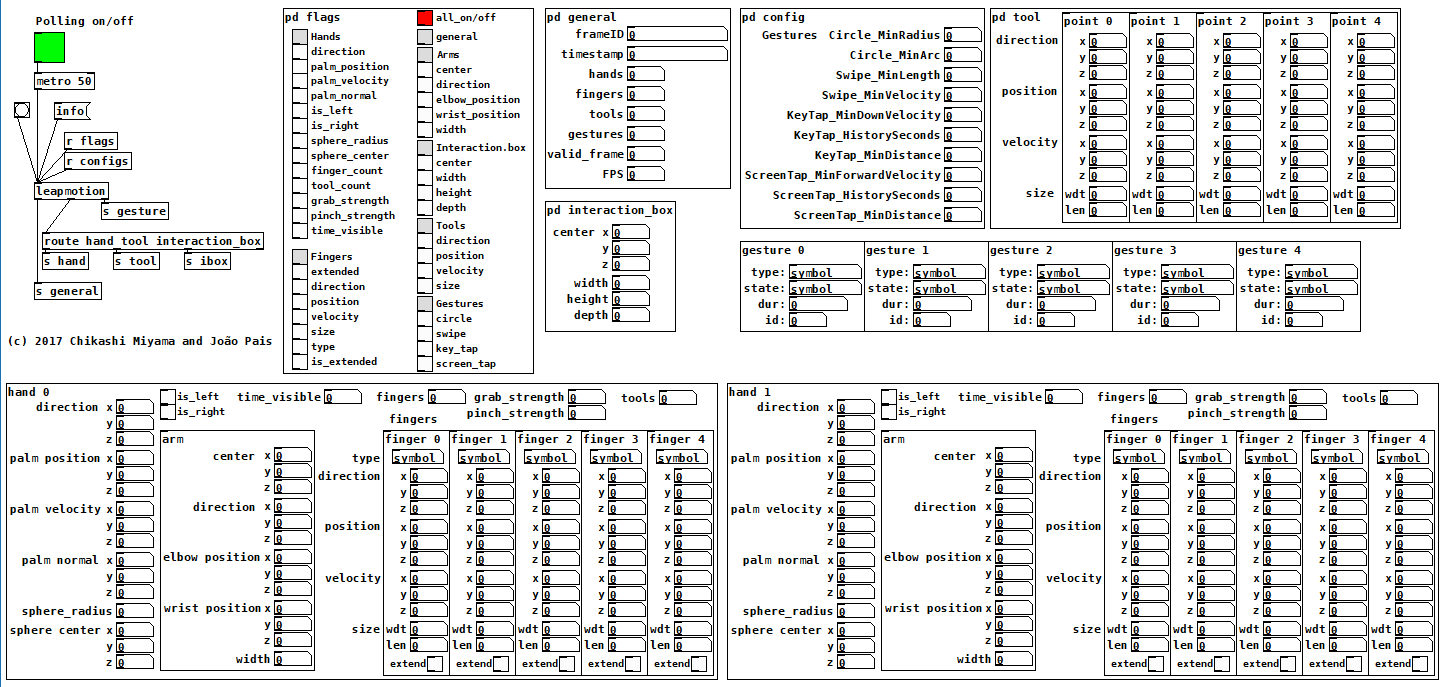 Polling on/off
metro 50
info
r flags
r configs
leapmotion
s gesture
route hand tool interaction_box
s hand s tool s ibox
s general
(c) 2017 Chikashi Miyama and João Pais
pd flags
Hands
direction
palm_position
palm_velocity
palm_normal
is_left
is_right
sphere_radius
sphere_center
finger_count
tool_count
grab_strength
pinch_strength
time_visible
Fingers
extended
direction
position
velocity
size
type
is_extended
all_on/off
general
Arms
center
direction
elbow_position
wrist_position
width
Interaction.box
center
width
height
depth
Tools
direction
position
velocity
size
Gestures
circle
swipe
key_tap
screen_tap
pd general
frameID 0
timestamp 0
hands 0
fingers 0
tools 0
gestures 0
valid_frame 0
FPS 0
pd interaction_box
center x 0
y 0
z 0
width 0
height 0
depth 0
pd config
Gestures Circle_MinRadius 0
Circle_MinArc 0
Swipe_MinLength 0
Swipe_MinVelocity 0
KeyTap_MinDownVelocity 0
KeyTap_HistorySeconds 0
KeyTap_MinDistance 0
ScreenTap_MinForwardVelocity 0
ScreenTap_HistorySeconds 0
ScreenTap_MinDistance 0
pd tool point 0 point 1 point 2 point 3 point 4
direction x 0 x 0 x 0 x 0 x 0
y 0 y 0 y 0 y 0 y 0
z 0 z 0 z 0 z 0 z 0
position x 0 x 0 x 0 x 0 x 0
y 0 y 0 y 0 y 0 y 0
z 0 z 0 z 0 z 0 z 0
velocity x 0 x 0 x 0 x 0 x 0
y 0 y 0 y 0 y 0 y 0
z 0 z 0 z 0 z 0 z 0
size wdt 0 wdt 0 wdt 0 wdt 0 wdt 0
len 0 len 0 len 0 len 0 len 0
gesture 0 gesture 1 gesture 2 gesture 3 gesture 4
type: symbol type: symbol type: symbol type: symbol type: symbol
state: symbol state: symbol state: symbol state: symbol state: symbol
dur: 0 dur: 0 dur: 0 dur: 0 dur: 0
id: 0 id: 0 id: 0 id: 0 id: 0
hand 0
direction x 0
y 0
z 0
palm position x 0
y 0
z 0
palm velocity x 0
y 0
z 0
palm normal x 0
y 0
z 0
sphere_radius 0
sphere center x 0
y 0
z 0
is_left time_visible 0 fingers 0 grab_strength 0 tools 0
is_right pinch_strength 0
arm
center x 0
y 0
z 0
direction x 0
y 0
z 0
elbow position x 0
y 0
z 0
wrist position x 0
y 0
z 0
width 0
fingers
finger 0 finger 1 finger 2 finger 3 finger 4
type symbol symbol symbol symbol symbol
direction x 0 x 0 x 0 x 0 x 0
y 0 y 0 y 0 y 0 y 0
z 0 z 0 z 0 z 0 z 0
position x 0 x 0 x 0 x 0 x 0
y 0 y 0 y 0 y 0 y 0
z 0 z 0 z 0 z 0 z 0
velocity x 0 x 0 x 0 x 0 x 0
y 0 y 0 y 0 y 0 y 0
z 0 z 0 z 0 z 0 z 0
size wdt 0 wdt 0 wdt 0 wdt 0 wdt 0
len 0 len 0 len 0 len 0 len 0
extend extend extend extend extend
hand 1
direction x 0
y 0
z 0
palm position x 0
y 0
z 0
palm velocity x 0
y 0
z 0
palm normal x 0
y 0
z 0
sphere_radius 0
sphere center x 0
y 0
z 0
is_left time_visible 0 fingers 0 grab_strength 0 tools 0
is_right pinch_strength 0
arm
center x 0
y 0
z 0
direction x 0
y 0
z 0
elbow position x 0
y 0
z 0
wrist position x 0
y 0
z 0
width 0
fingers
finger 0 finger 1 finger 2 finger 3 finger 4
type symbol symbol symbol symbol symbol
direction x 0 x 0 x 0 x 0 x 0
y 0 y 0 y 0 y 0 y 0
z 0 z 0 z 0 z 0 z 0
position x 0 x 0 x 0 x 0 x 0
y 0 y 0 y 0 y 0 y 0
z 0 z 0 z 0 z 0 z 0
velocity x 0 x 0 x 0 x 0 x 0
y 0 y 0 y 0 y 0 y 0
z 0 z 0 z 0 z 0 z 0
size wdt 0 wdt 0 wdt 0 wdt 0 wdt 0
len 0 len 0 len 0 len 0 len 0
extend extend extend extend extend